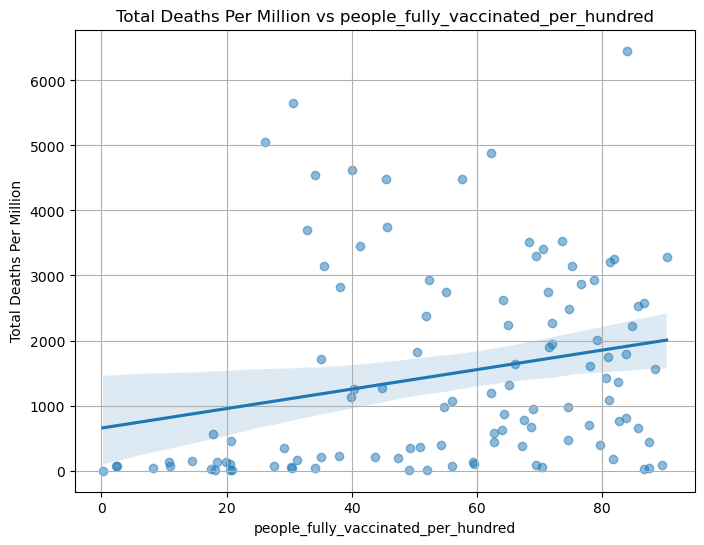 Total Deaths Per Million vs people_fully_vaccinated_per_hundred
6000
5000
4000
3000
2000
1000
0
Total Deaths Per Million
0 20 40 60 80
people_fully_vaccinated_per_hundred